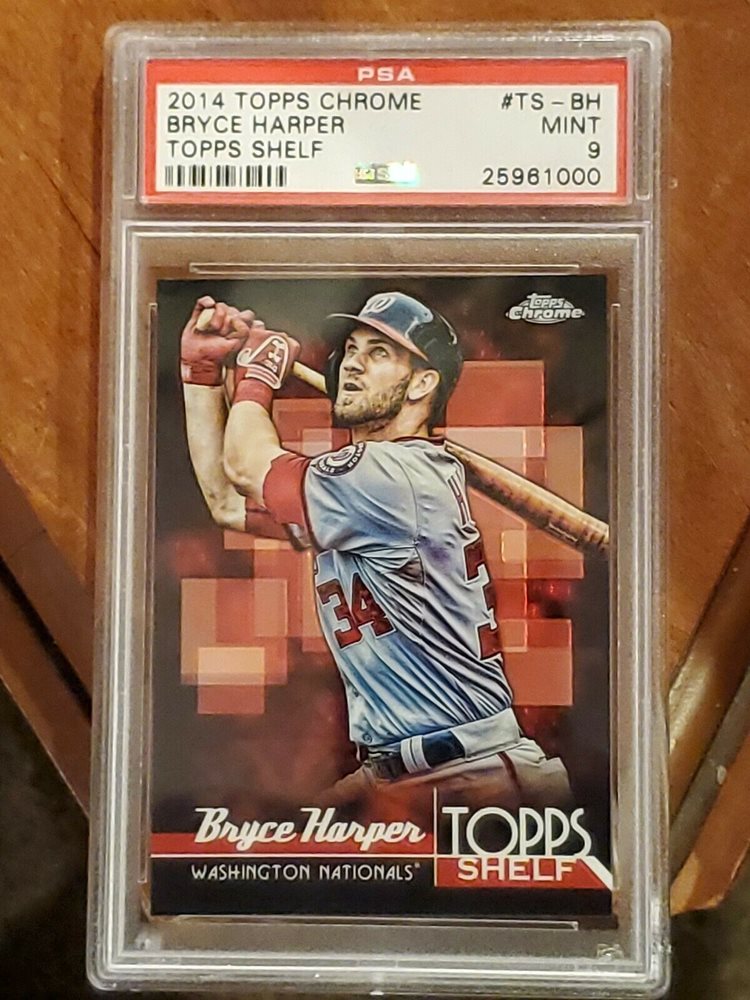 PSA
2014 TOPPS CHROME #TS-BH
BRYCE HARPER MINT
TOPPS SHELF 9
25961000
Topps
Chrome
W
H
34
3
Bryce Harper
WASHINGTON NATIONALS
TOPPS
SHELF